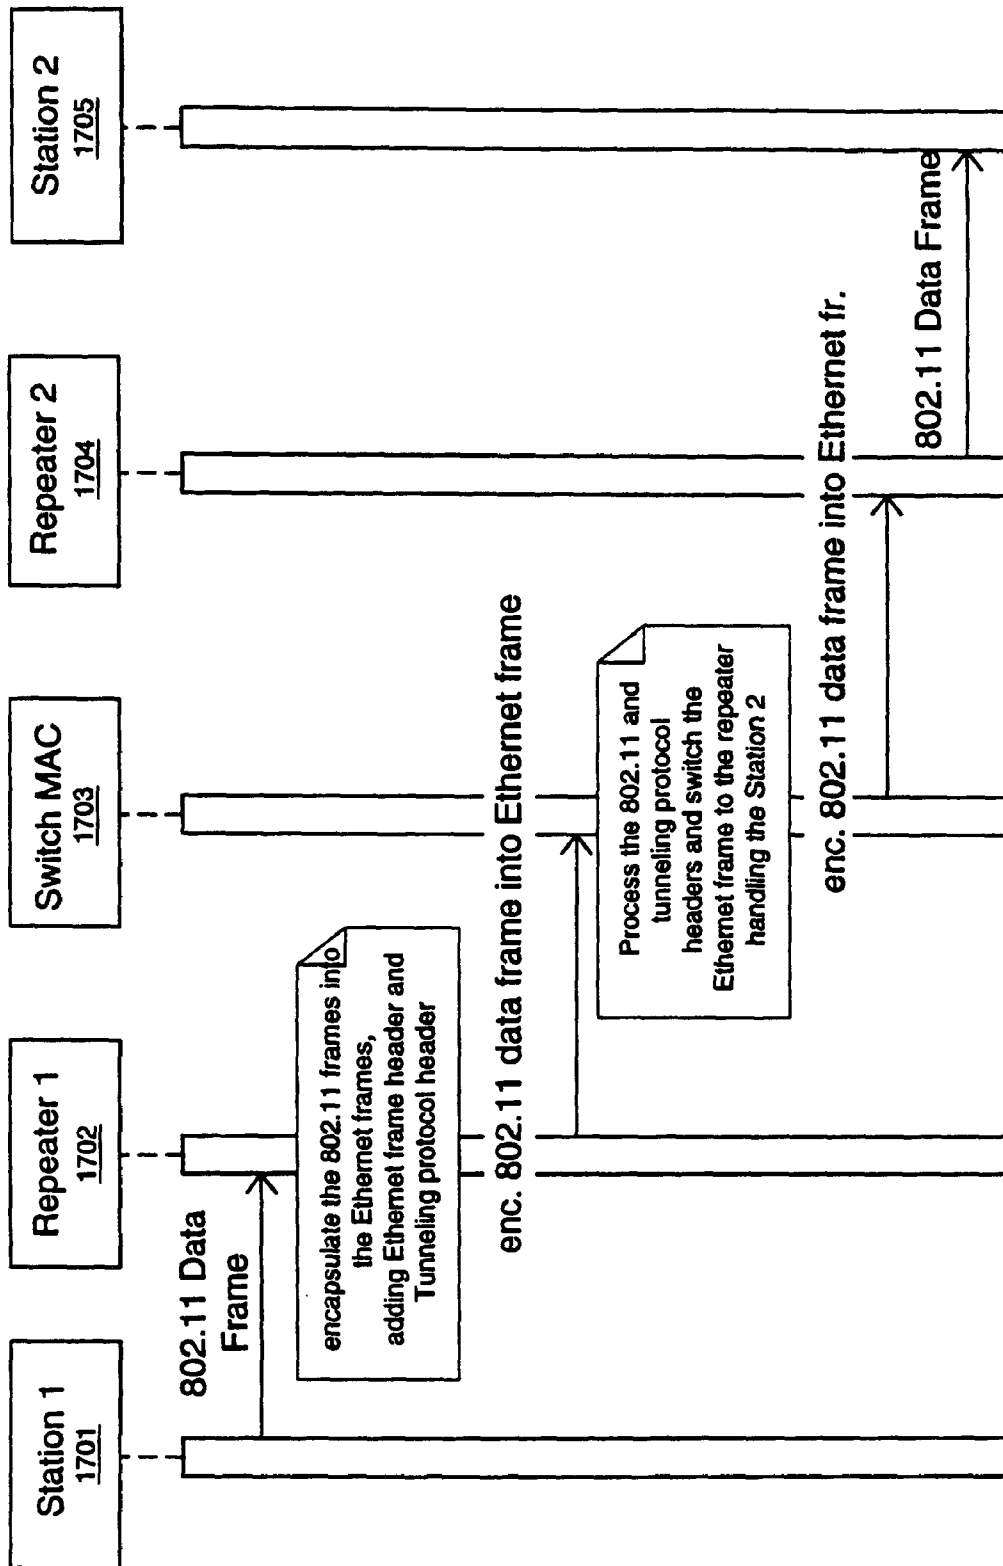 Station 1
1701
Repeater 1
1702
Switch MAC
1703
Repeater 2
1704
Station 2
1705
802.11 Data
Frame
encapsulate the 802.11 frames into
the Ethernet frames,
adding Ethernet frame header and
Tunneling protocol header
enc. 802.11 data frame into Ethernet frame
Process the 802.11 and
tunneling protocol
headers and switch the
Ethernet frame to the repeater
handling the Station 2
enc. 802.11 data frame into Ethernet fr.
802.11 Data Frame